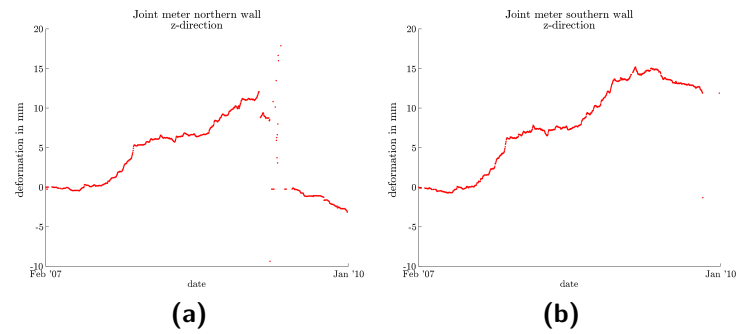 Joint meter northern wall
z-direction
20
15
10
5
0
-5
-10
deformation in mm
Feb '07
Jan '10
date
(a)
Joint meter southern wall
z-direction
20
15
10
5
0
-5
-10
deformation in mm
Feb '07
Jan '10
date
(b)